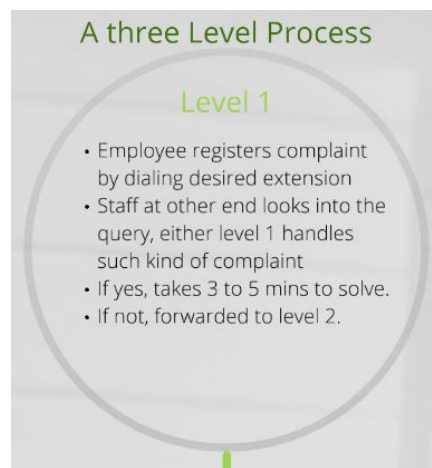 A three Level Process
Level 1
• Employee registers complaint
by dialing desired extension
• Staff at other end looks into the
query, either level 1 handles
such kind of complaint
• If yes, takes 3 to 5 mins to solve.
• If not, forwarded to level 2.